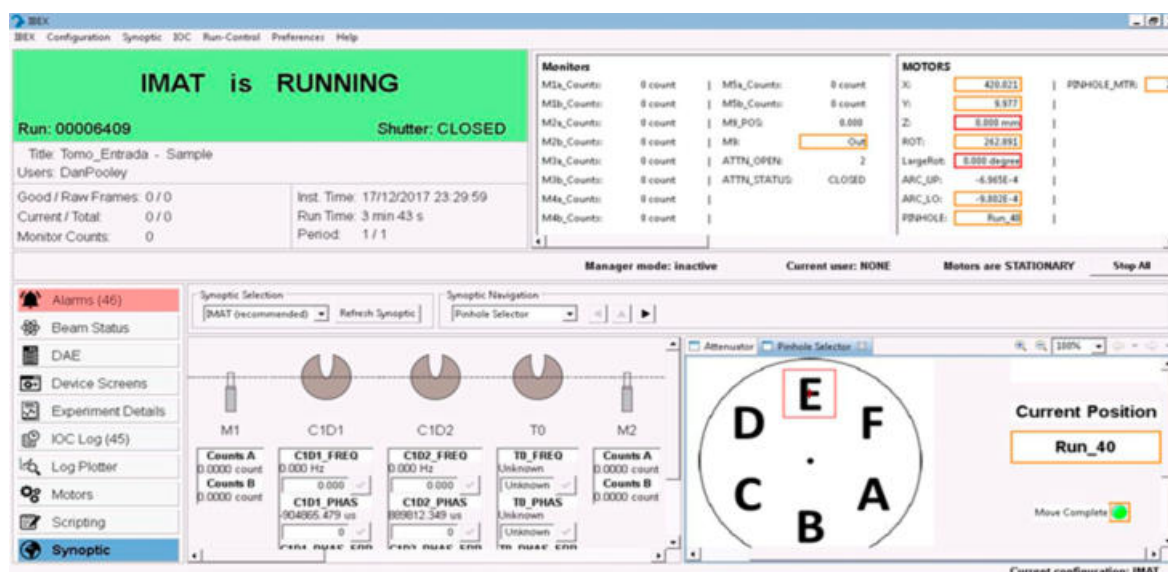 IBEX
IBEX Configuration Synoptic IOC Run-Control Preferences Help
IMAT is RUNNING
Run: 00006409 Shutter: CLOSED
Title: Tomo_Entrada - Sample
Users: DanPooley
Good / Raw Frames: 0 / 0
Current / Total: 0 / 0
Monitor Counts: 0
Inst. Time: 17/12/2017 23:29:59
Run Time: 3 min 43 s
Period: 1 / 1
Monitors
M1a_Counts: 0 count | M5a_Counts: 0 count
M1b_Counts: 0 count | M5b_Counts: 0 count
M2a_Counts: 0 count | M9_POS: 0.000
M2b_Counts: 0 count | M9: Out
M3a_Counts: 0 count | ATTN_OPEN: 2
M3b_Counts: 0 count | ATTN_STATUS: CLOSED
M4a_Counts: 0 count |
M4b_Counts: 0 count |
MOTORS
X: 420.021 | PINHOLE_MTR:
Y: 9.977 |
Z: 0.000 mm |
ROT: 262.891 |
LargeRot: 0.000 degree |
ARC_UP: -6.965E-4 |
ARC_LO: -9.802E-4 |
PINHOLE: Run_40 |
Manager mode: inactive Current user: NONE Motors are STATIONARY Stop All
Alarms (46)
Beam Status
DAE
Device Screens
Experiment Details
IOC Log (45)
Log Plotter
Motors
Scripting
Synoptic
Synoptic Selection
IMAT (recommended) Refresh Synoptic
Synoptic Navigation
Pinhole Selector
M1 C1D1 C1D2 T0 M2
Counts A
0.0000 count
Counts B
0.0000 count
C1D1_FREQ
0.000 Hz
0.000
C1D1_PHAS
-904865.479 us
0
C1D1_PHAS_ERR
C1D2_FREQ
0.000 Hz
0.000
C1D2_PHAS
889812.349 us
0
C1D2_PHAS_ERR
T0_FREQ
Unknown
Unknown
T0_PHAS
Unknown
Unknown
T0_PHAS_ERR
Counts A
0.0000 count
Counts B
0.0000 count
Attenuator Pinhole Selector 100%
E
D F
C A
B
Current Position
Run_40
Move Complete
Current configuration: IMAT